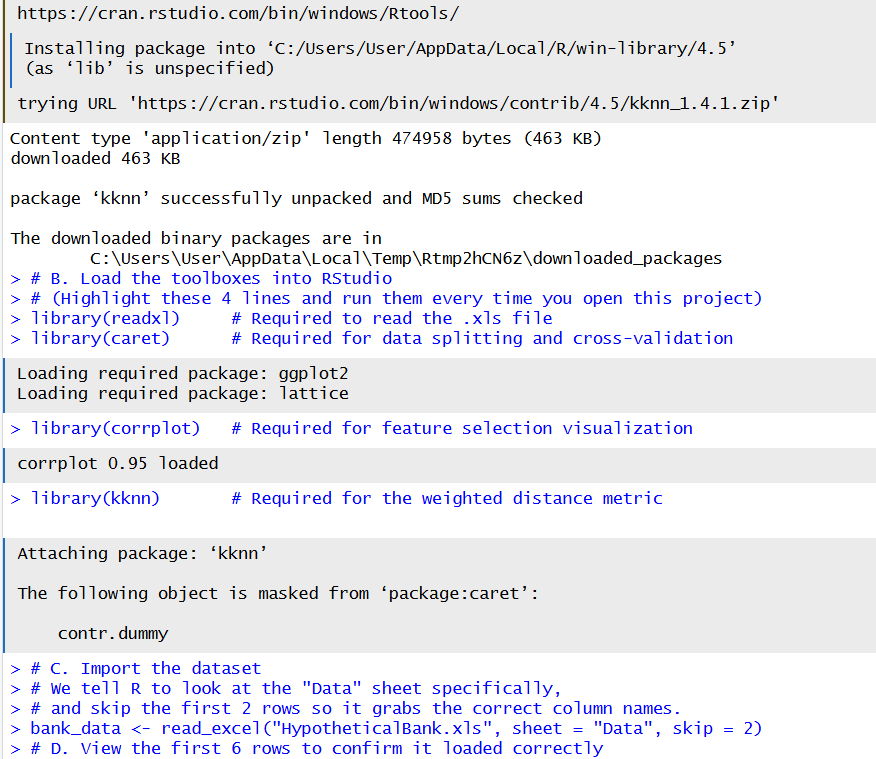 https://cran.rstudio.com/bin/windows/Rtools/
Installing package into ‘C:/Users/User/AppData/Local/R/win-library/4.5’
(as ‘lib’ is unspecified)
trying URL 'https://cran.rstudio.com/bin/windows/contrib/4.5/kknn_1.4.1.zip'
Content type 'application/zip' length 474958 bytes (463 KB)
downloaded 463 KB
package ‘kknn’ successfully unpacked and MD5 sums checked
The downloaded binary packages are in
        C:\Users\User\AppData\Local\Temp\Rtmp2hCN6z\downloaded_packages
> # B. Load the toolboxes into RStudio
> # (Highlight these 4 lines and run them every time you open this project)
> library(readxl)     # Required to read the .xls file
> library(caret)      # Required for data splitting and cross-validation
Loading required package: ggplot2
Loading required package: lattice
> library(corrplot)   # Required for feature selection visualization
corrplot 0.95 loaded
> library(kknn)       # Required for the weighted distance metric
Attaching package: ‘kknn’
The following object is masked from ‘package:caret’:
    contr.dummy
> # C. Import the dataset
> # We tell R to look at the "Data" sheet specifically,
> # and skip the first 2 rows so it grabs the correct column names.
> bank_data <- read_excel("HypotheticalBank.xls", sheet = "Data", skip = 2)
> # D. View the first 6 rows to confirm it loaded correctly